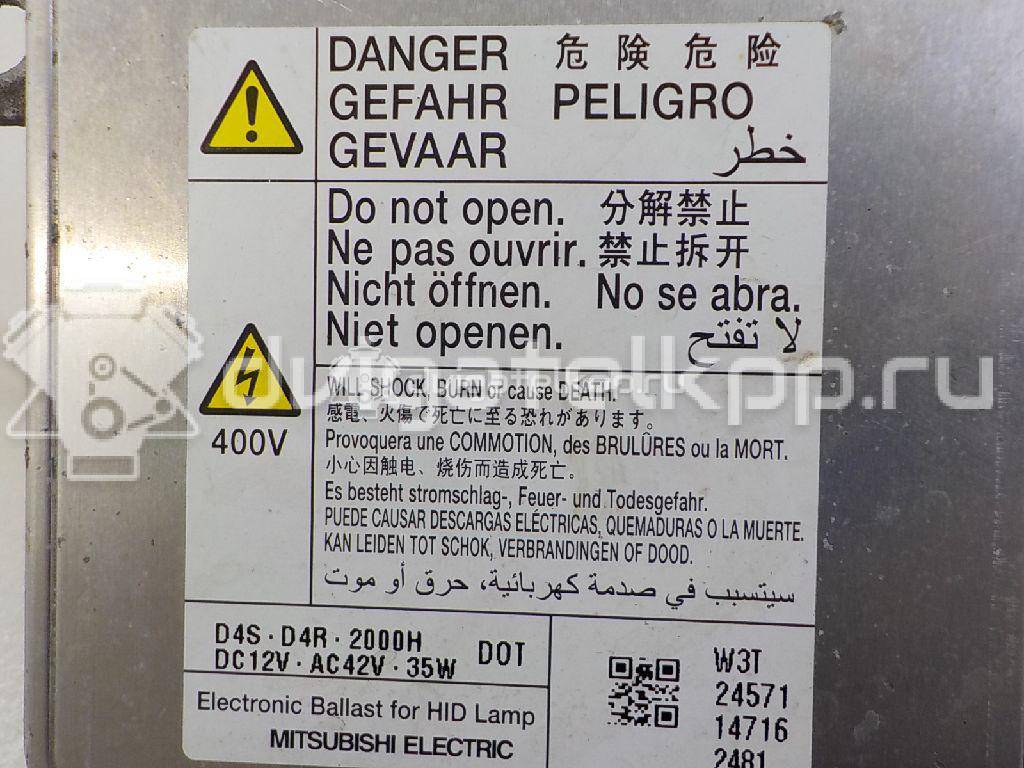 DANGER 危険 危险
GEFAHR PELIGRO
GEVAAR خطر
Do not open. 分解禁止
Ne pas ouvrir. 禁止拆开
Nicht öffnen. No se abra.
Niet openen. لا تفتح
400V
WILL SHOCK, BURN or cause DEATH.
感電、火傷で死亡に至る恐れがあります。
Provoquera une COMMOTION, des BRULÛRES ou la MORT.
小心因触电、烧伤而造成死亡。
Es besteht stromschlag-, Feuer- und Todesgefahr.
PUEDE CAUSAR DESCARGAS ELÉCTRICAS, QUEMADURAS O LA MUERTE.
KAN LEIDEN TOT SCHOK, VERBRANDINGEN OF DOOD.
سيتسبب في صدمة كهربائية، حرق أو موت
D4S·D4R·2000H DOT
DC12V·AC42V·35W
Electronic Ballast for HID Lamp
MITSUBISHI ELECTRIC
W3T
24571
14716
2481
dvigatelkpp.ru